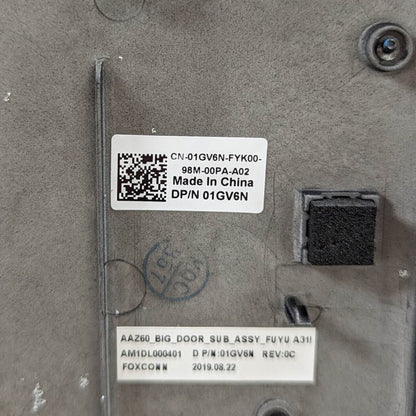 CN-01GV6N-FYK00-
98M-00PA-A02
Made In China
DP/N 01GV6N
AAZ60_BIG_DOOR_SUB_ASSY_FUYU A31!
AM1DL000401 D P/N:01GV6N REV:0C
FOXCONN 2019.08.22